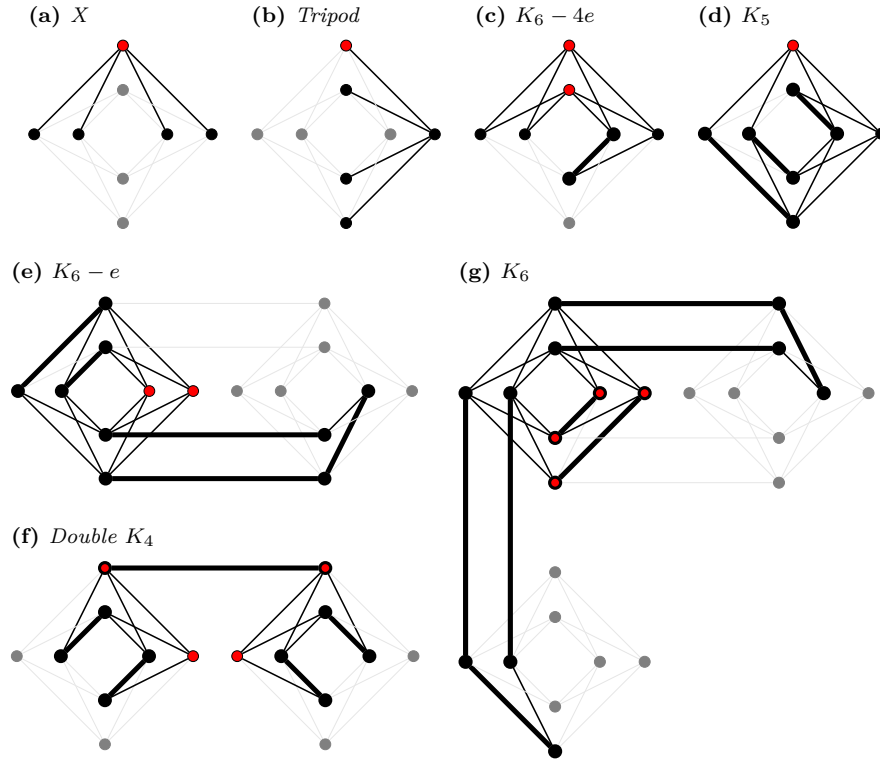 (a) X
(b) Tripod
(c) K₆ − 4e
(d) K₅
(e) K₆ − e
(g) K₆
(f) Double K₄